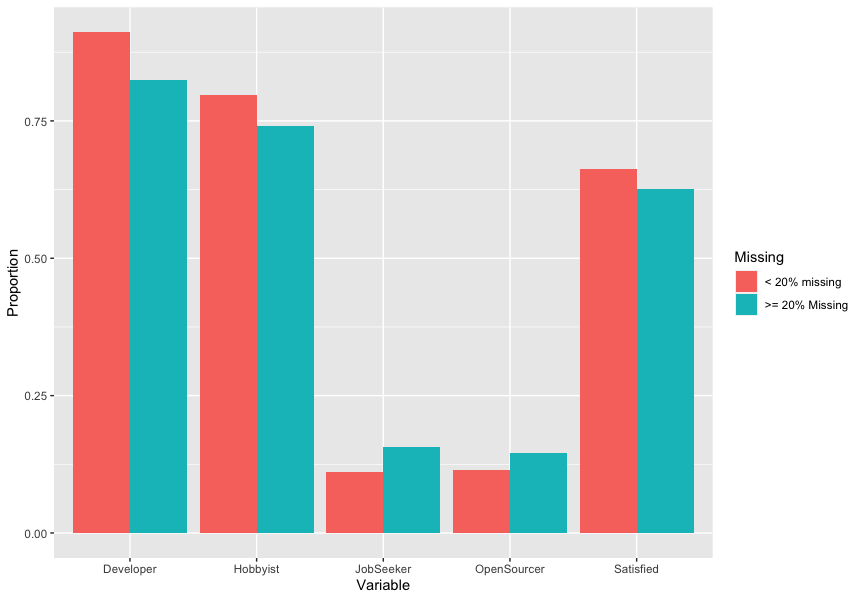 Proportion
0.75
0.50
0.25
0.00
Developer
Hobbyist
JobSeeker
OpenSourcer
Satisfied
Variable
Missing
< 20% missing
>= 20% Missing